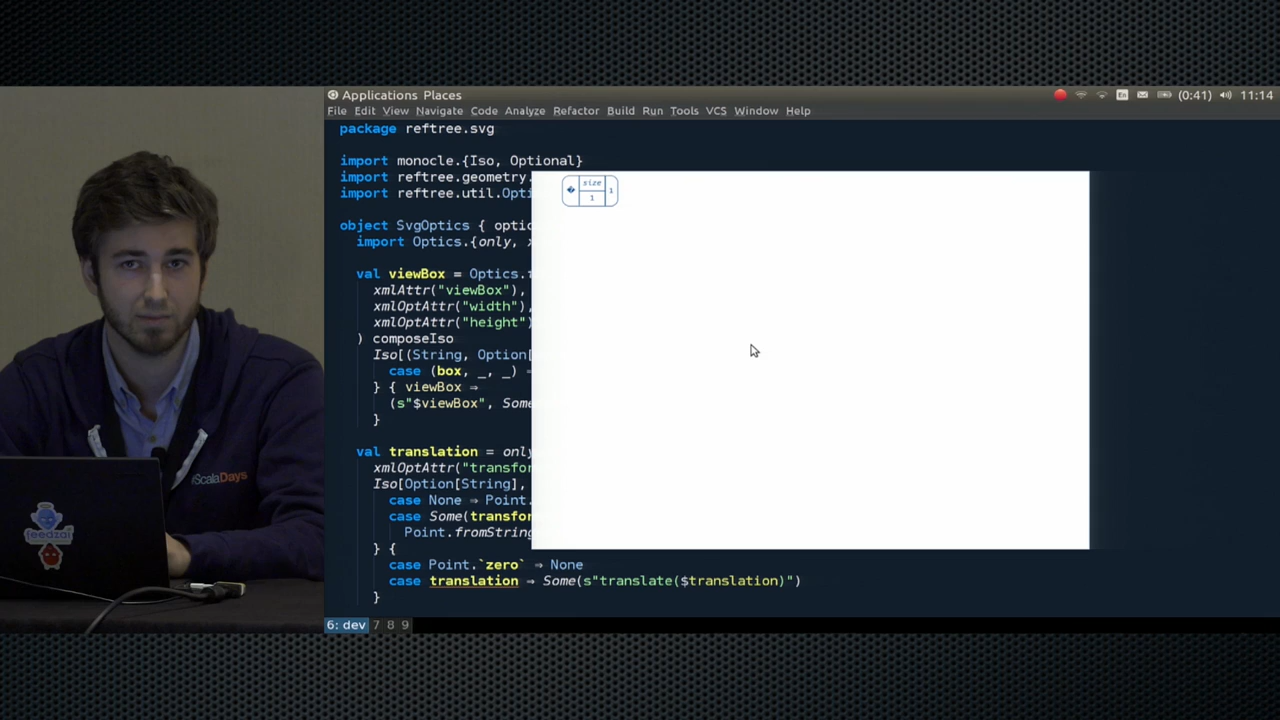 Applications Places
(0:41) 11:14
En
File Edit View Navigate Code Analyze Refactor Build Run Tools VCS Window Help
package reftree.svg
import monocle.{Iso, Optional}
import reftree.geometry.
import reftree.util.Opti
object SvgOptics { optic
import Optics.{only, x
val viewBox = Optics.
xmlAttr("viewBox"),
xmlOptAttr("width"),
xmlOptAttr("height")
) composeIso
Iso[(String, Option[
case (box, _, _) ⇒
} { viewBox ⇒
(s"$viewBox", Some
}
val translation = only
xmlOptAttr("transfor
Iso[Option[String],
case None ⇒ Point.
case Some(transfor
Point.fromString
} {
case Point.`zero` ⇒ None
case translation ⇒ Some(s"translate($translation)")
}
size
1
1
6: dev 7 8 9
#ScalaDays
feedzai